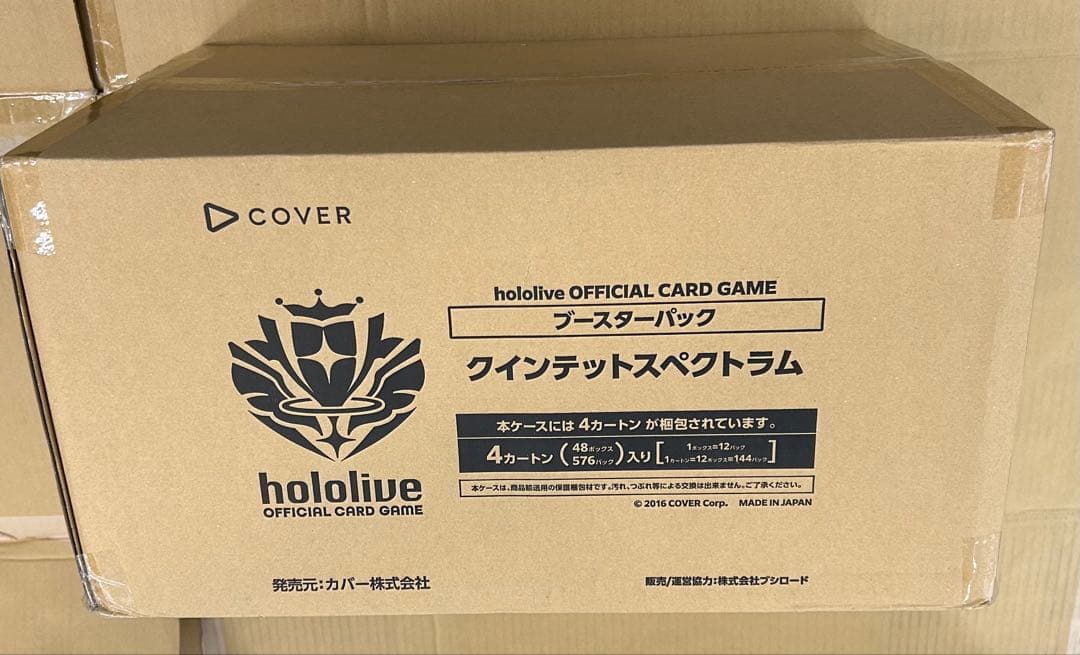 COVER
hololive OFFICIAL CARD GAME
ブースターパック
クインテットスペクトラム
本ケースには 4カートン が梱包されています。
4カートン (48ボックス 576パック) 入り [1ボックス=12パック 1カートン=12ボックス=144パック]
本ケースは、商品輸送用の保護梱包材です。汚れ、つぶれ等による交換は出来ません。ご了承ください。
© 2016 COVER Corp. MADE IN JAPAN
hololive
OFFICIAL CARD GAME
発売元:カバー株式会社
販売/運営協力:株式会社ブシロード